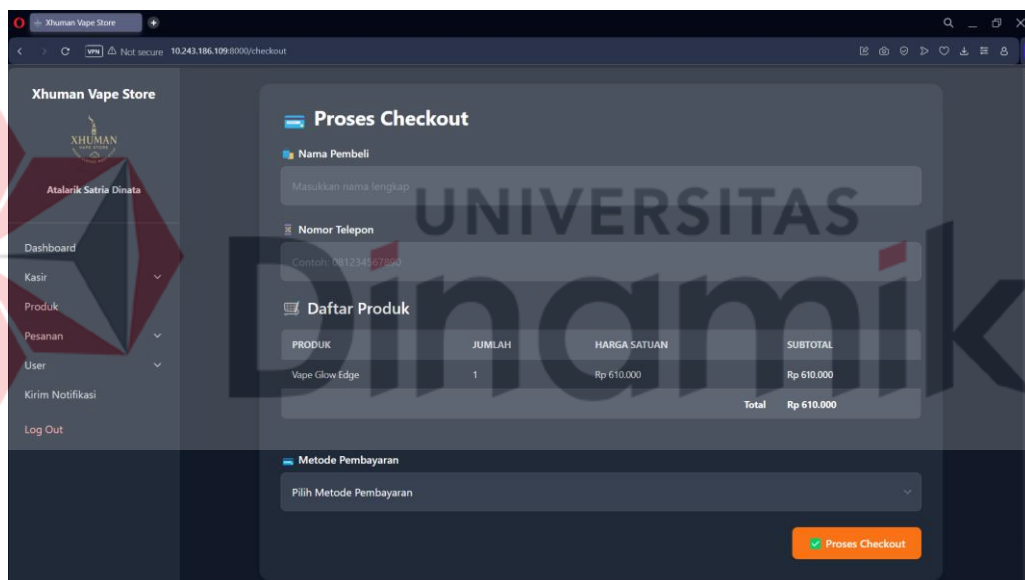 Xhuman Vape Store
VPN
Not secure 10.243.186.109:8000/checkout
Xhuman Vape Store
XHUMAN
VAPE STORE
Atalarik Satria Dinata
Dashboard
Kasir
Produk
Pesanan
User
Kirim Notifikasi
Log Out
Proses Checkout
Nama Pembeli
Masukkan nama lengkap
Nomor Telepon
Contoh: 081234567890
Daftar Produk
PRODUK JUMLAH HARGA SATUAN SUBTOTAL
Vape Glow Edge 1 Rp 610.000 Rp 610.000
Total Rp 610.000
Metode Pembayaran
Pilih Metode Pembayaran
Proses Checkout
UNIVERSITAS
Dinamika